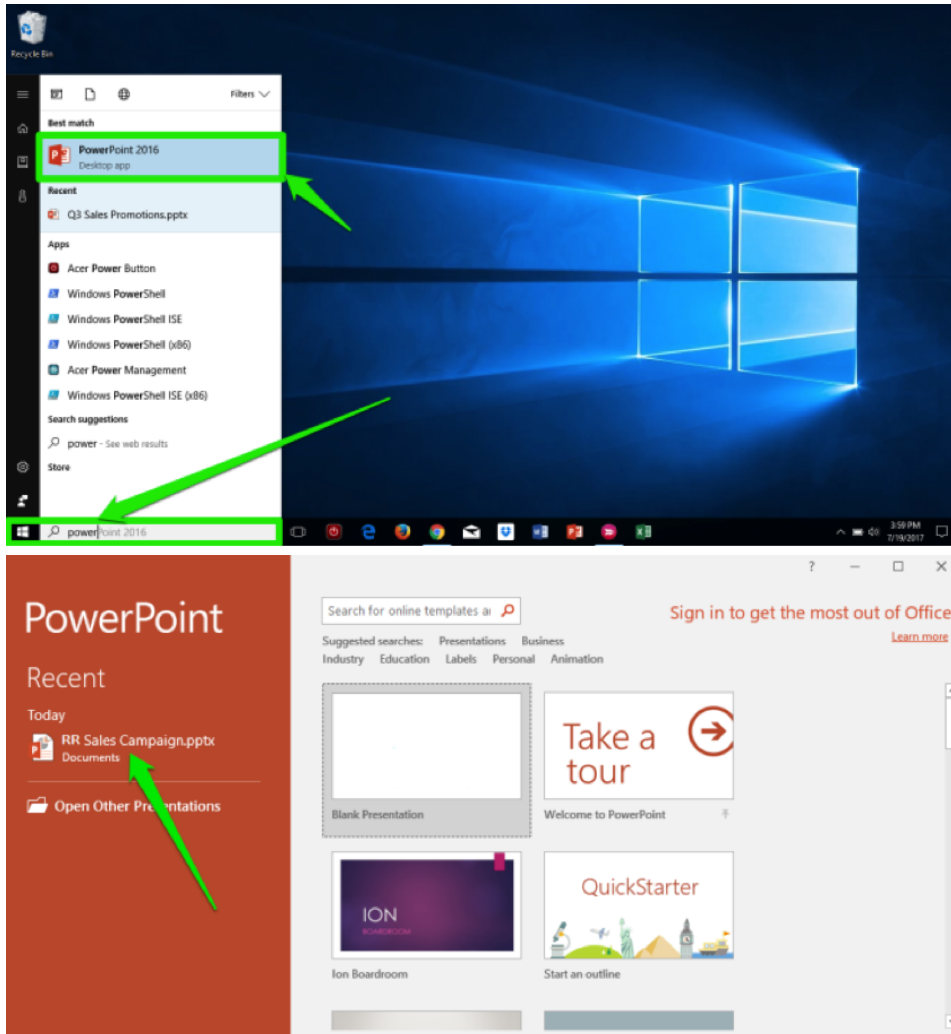 Recycle Bin
Filters
Best match
PowerPoint 2016
Desktop app
Recent
Q3 Sales Promotions.pptx
Apps
Acer Power Button
Windows PowerShell
Windows PowerShell ISE
Windows PowerShell (x86)
Acer Power Management
Windows PowerShell ISE (x86)
Search suggestions
power - See web results
Store
powerPoint 2016
3:59 PM
7/19/2017
PowerPoint
Recent
Today
RR Sales Campaign.pptx
Documents
Open Other Presentations
?
Search for online templates a
Sign in to get the most out of Office
Learn more
Suggested searches: Presentations Business
Industry Education Labels Personal Animation
Take a
tour
Blank Presentation
Welcome to PowerPoint
ION
BOARDROOM
QuickStarter
Ion Boardroom
Start an outline